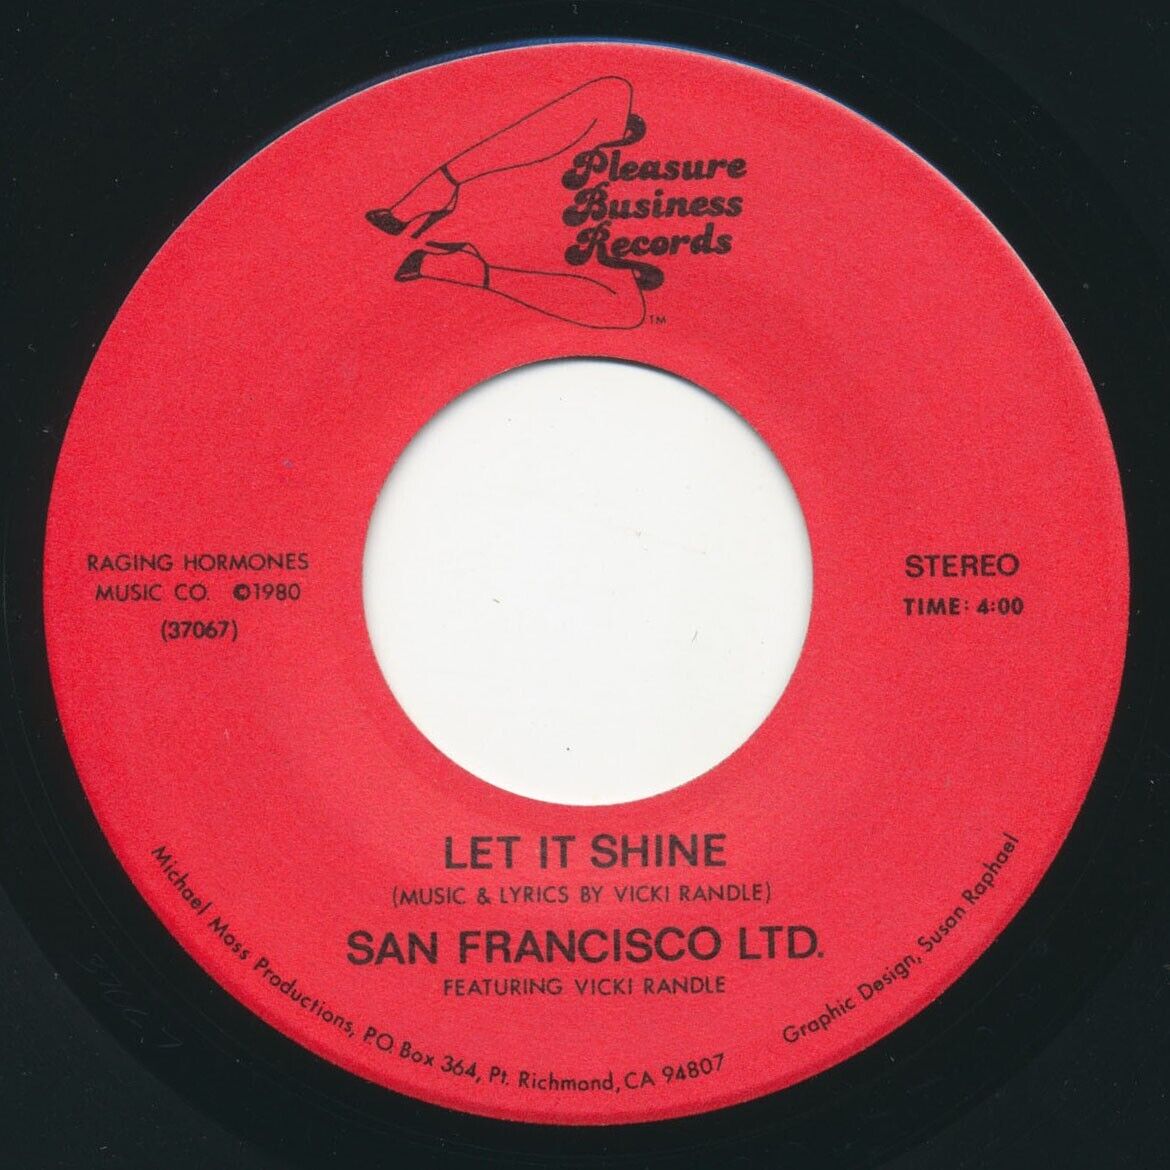 Pleasure
Business
Records
TM
RAGING HORMONES
MUSIC CO. ©1980
(37067)
STEREO
TIME: 4:00
LET IT SHINE
(MUSIC & LYRICS BY VICKI RANDLE)
SAN FRANCISCO LTD.
FEATURING VICKI RANDLE
Michael Moss Productions, P.O. Box 364, Pt. Richmond, CA 94807
Graphic Design, Susan Raphael